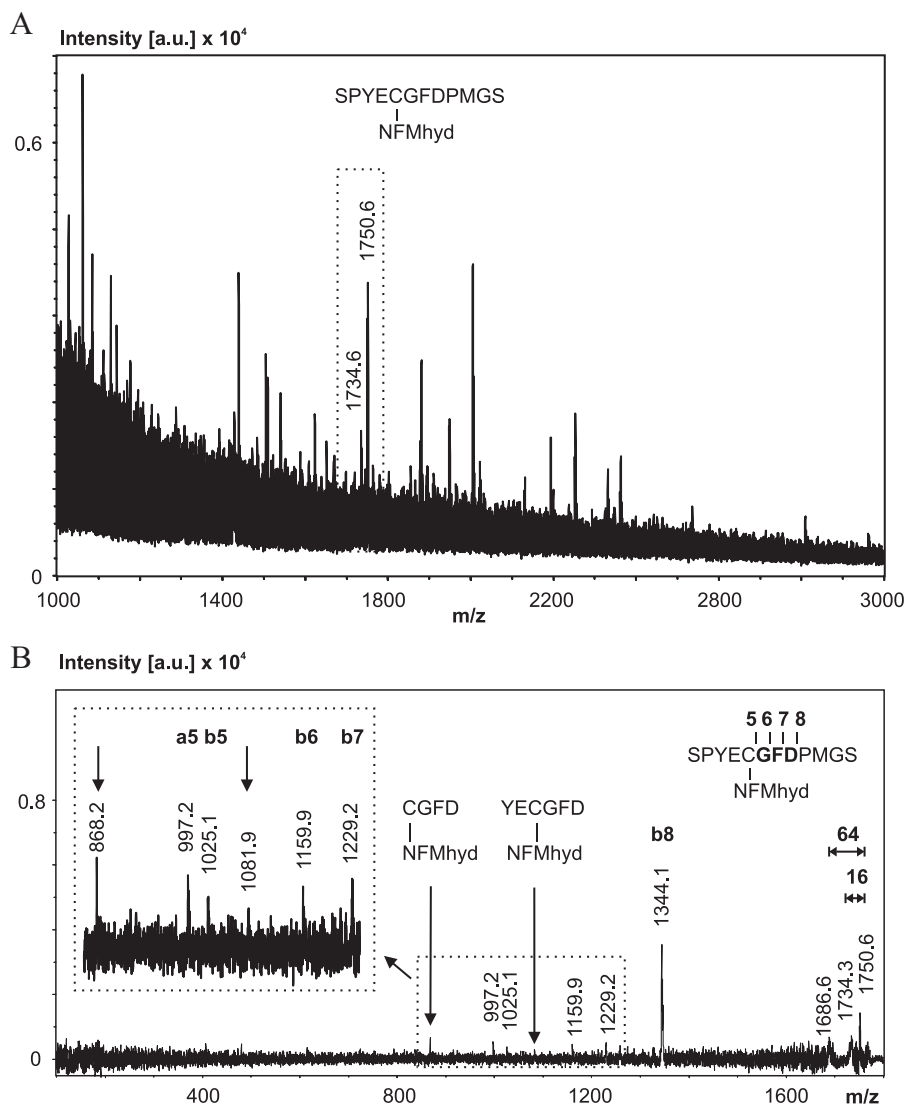 A
Intensity [a.u.] x 10⁴
SPYECGFDPMGS
NFMhyd
0.6
1734.6
1750.6
0
1000
1400
1800
2200
2600
3000
m/z
B
Intensity [a.u.] x 10⁴
a5 b5 b6 b7
868.2
997.2
1025.1
1081.9
1159.9
1229.2
5 6 7 8
SPYECGFDPMGS
NFMhyd
CGFD
NFMhyd
YECGFD
NFMhyd
0.8
b8
1344.1
64
16
997.2
1025.1
1159.9
1229.2
1686.6
1734.3
1750.6
0
400
800
1200
1600
m/z